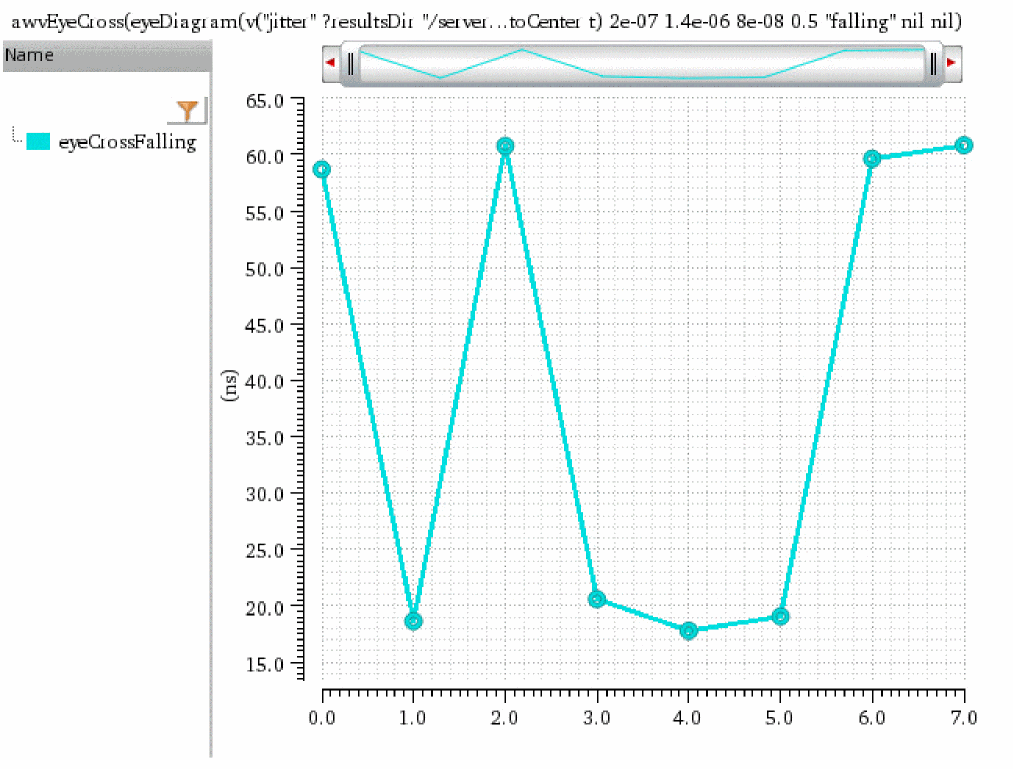 awvEyeCross(eyeDiagram(v("jitter" ?resultsDir "/server...toCenter t) 2e-07 1.4e-06 8e-08 0.5 "falling" nil nil)
Name
eyeCrossFalling
65.0
60.0
55.0
50.0
45.0
40.0
(ns)
35.0
30.0
25.0
20.0
15.0
0.0 1.0 2.0 3.0 4.0 5.0 6.0 7.0